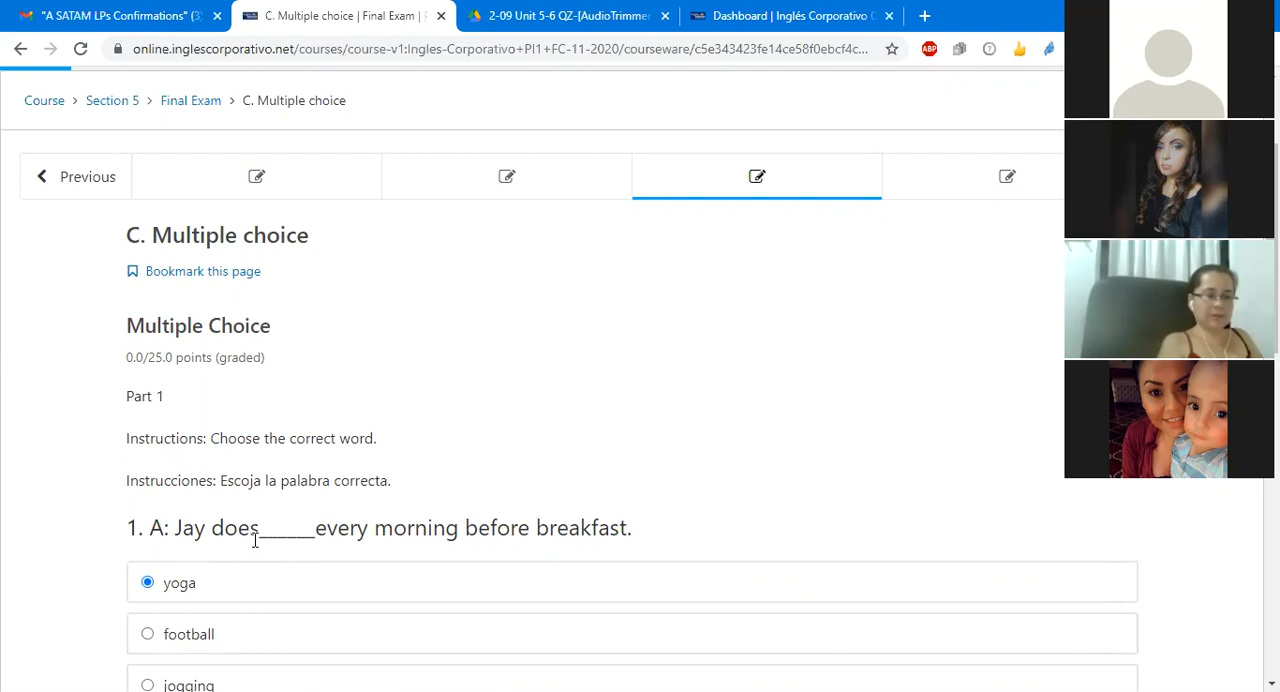 "A SATAM LPs Confirmations" (3)
C. Multiple choice | Final Exam |
2-09 Unit 5-6 QZ-[AudioTrimmer
Dashboard | Inglés Corporativo
online.inglescorporativo.net/courses/course-v1:Ingles-Corporativo+PI1+FC-11-2020/courseware/c5e343423fe14ce58f0ebcf4c...
ABP
Course > Section 5 > Final Exam > C. Multiple choice
Previous
C. Multiple choice
Bookmark this page
Multiple Choice
0.0/25.0 points (graded)
Part 1
Instructions: Choose the correct word.
Instrucciones: Escoja la palabra correcta.
1. A: Jay does______every morning before breakfast.
yoga
football
jogging